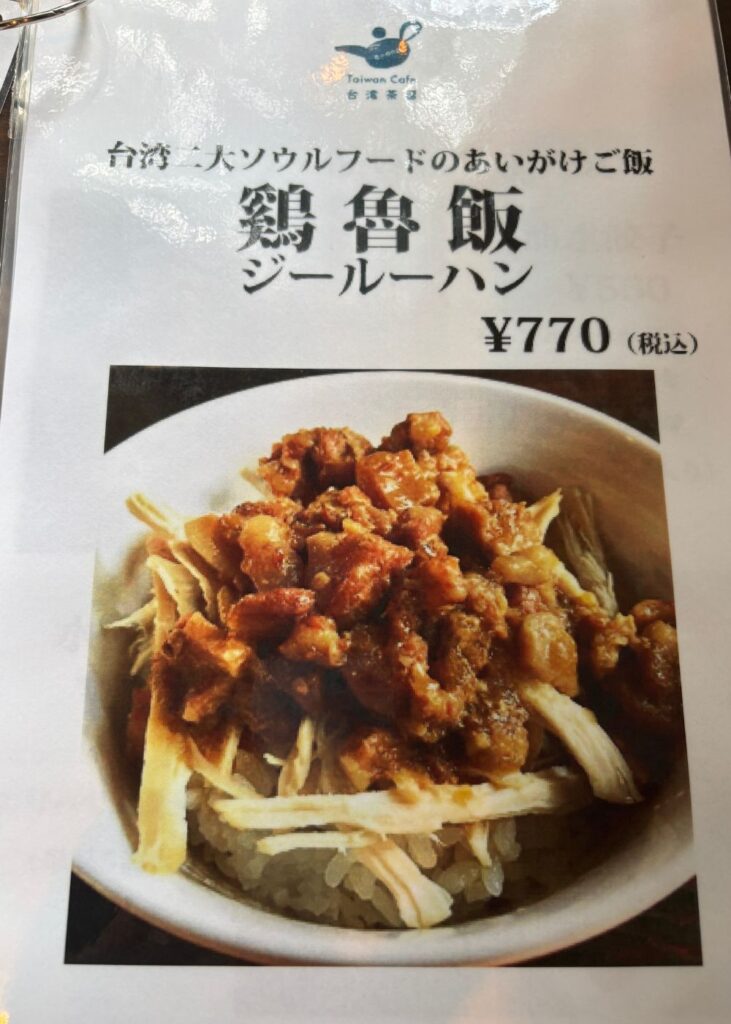 Taiwan Cafe
台湾茶
台湾二大ソウルフードのあいがけご飯
鶏魯飯
ジールーハン
¥770（税込）